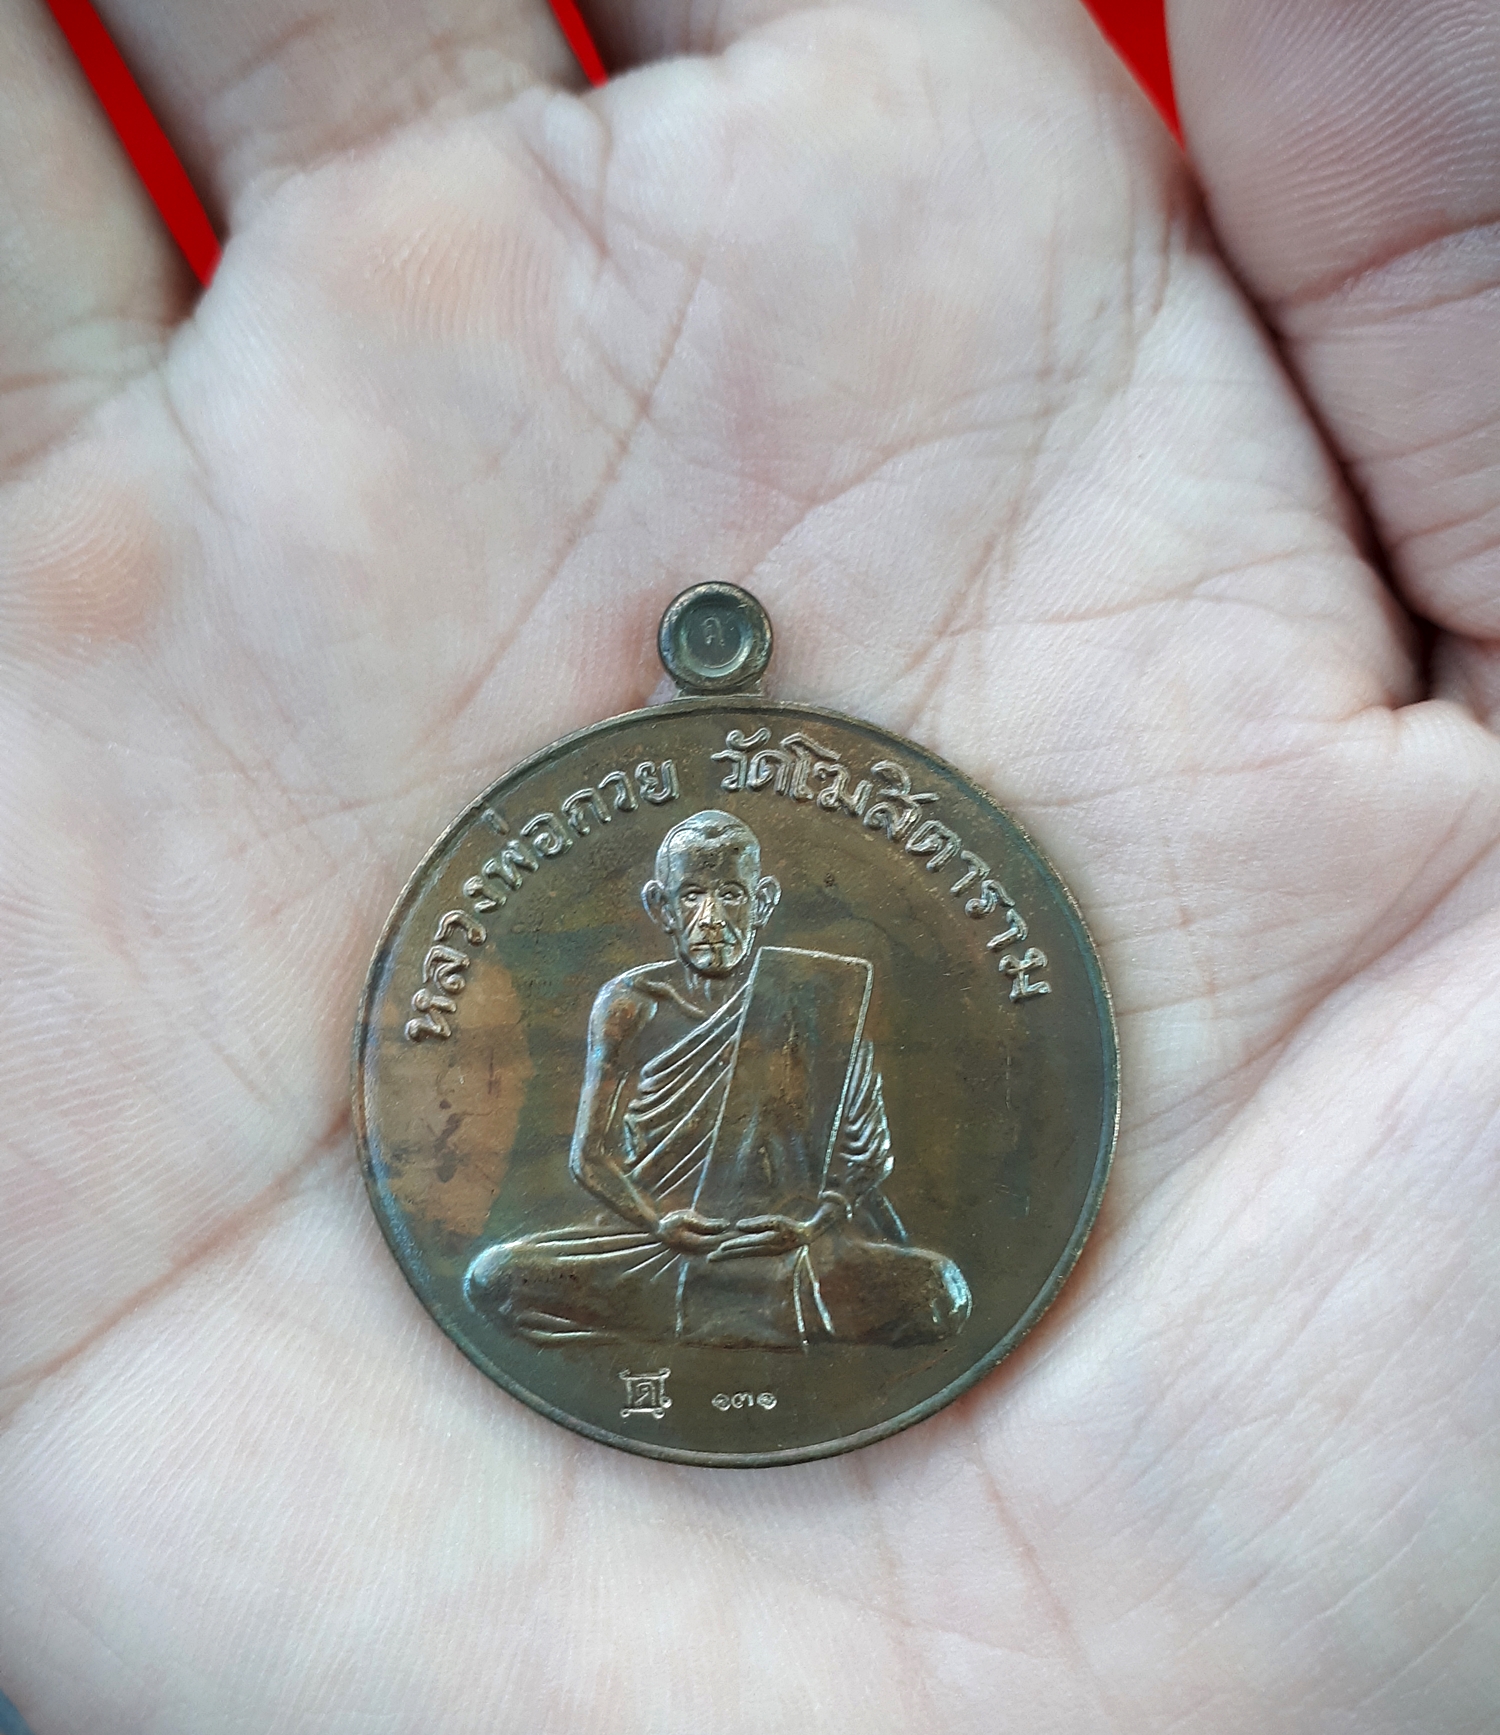 หลวงพ่อกวย วัดโฆสิตาราม
ด ๑๓๑